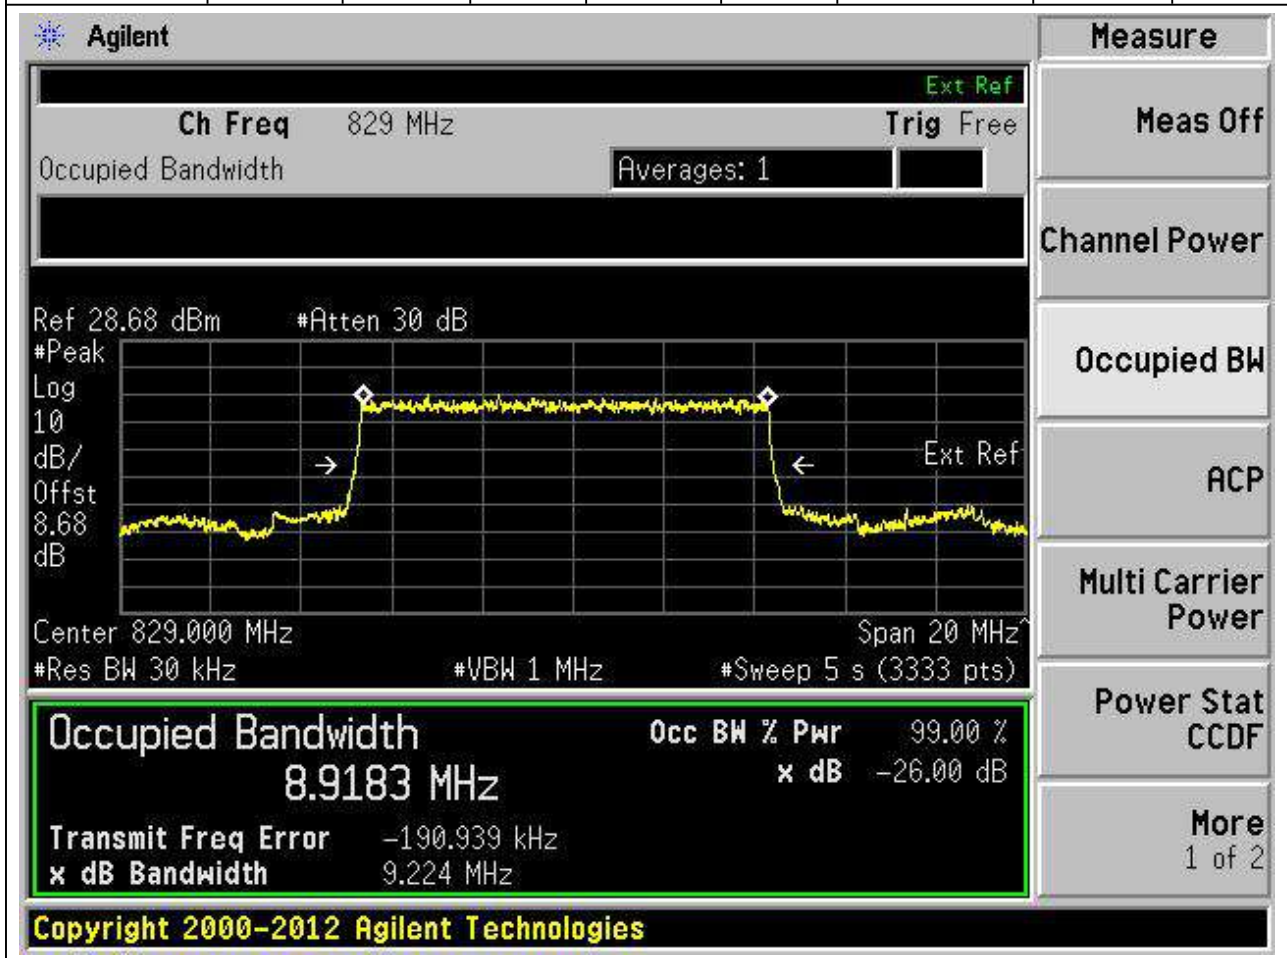 Agilent
Measure
Ext Ref
Ch Freq 829 MHz Trig Free
Meas Off
Occupied Bandwidth Averages: 1
Channel Power
Ref 28.68 dBm #Atten 30 dB
#Peak
Log
10
dB/
Offst
8.68
dB
Ext Ref
Occupied BW
ACP
Multi Carrier
Power
Center 829.000 MHz Span 20 MHz^
#Res BW 30 kHz #VBW 1 MHz #Sweep 5 s (3333 pts)
Power Stat
CCDF
Occupied Bandwidth Occ BW % Pwr 99.00 %
8.9183 MHz x dB -26.00 dB
Transmit Freq Error -190.939 kHz
x dB Bandwidth 9.224 MHz
More
1 of 2
Copyright 2000-2012 Agilent Technologies